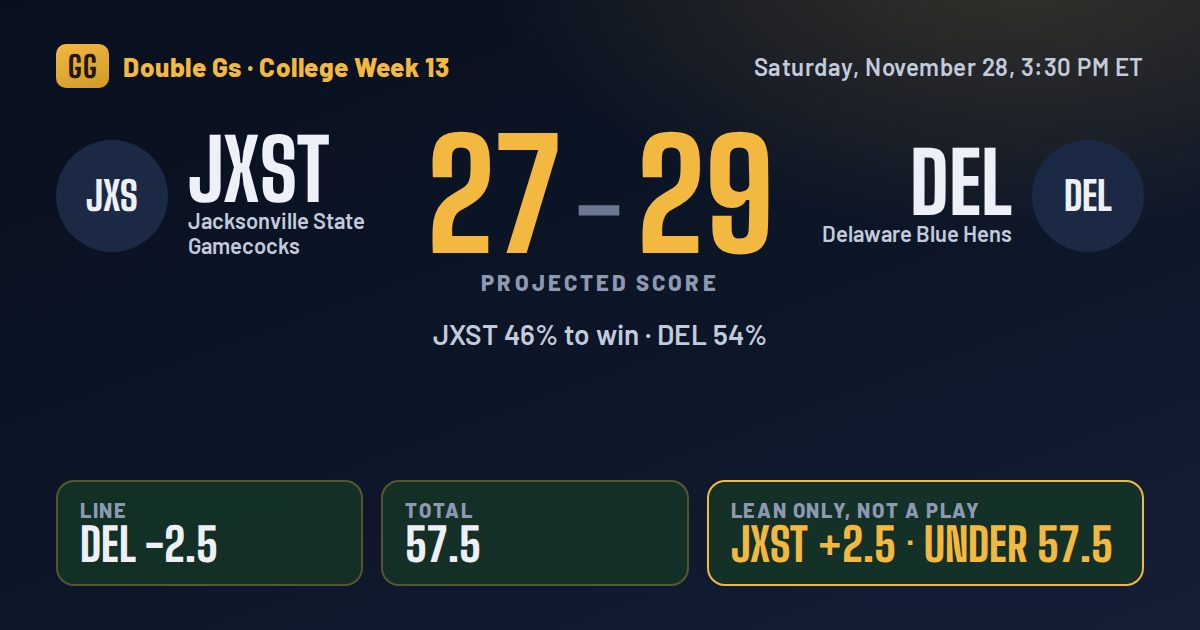 GG
Double Gs · College Week 13
Saturday, November 28, 3:30 PM ET
JXS
JXST
Jacksonville State
Gamecocks
27 – 29
PROJECTED SCORE
JXST 46% to win · DEL 54%
DEL
Delaware Blue Hens
DEL
LINE
DEL −2.5
TOTAL
57.5
LEAN ONLY, NOT A PLAY
JXST +2.5 · UNDER 57.5